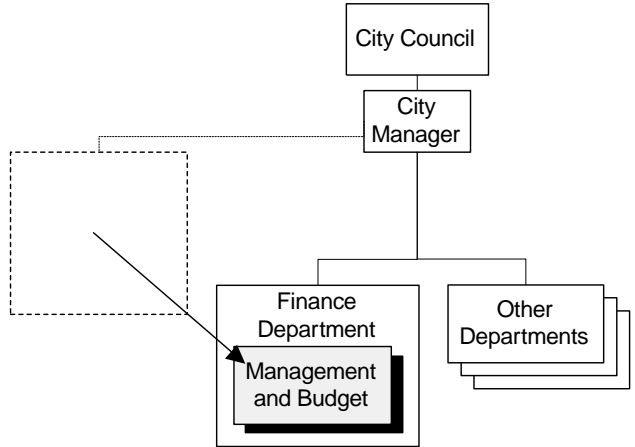 City Council
City
Manager
Finance
Department
Management
and Budget
Other
Departments